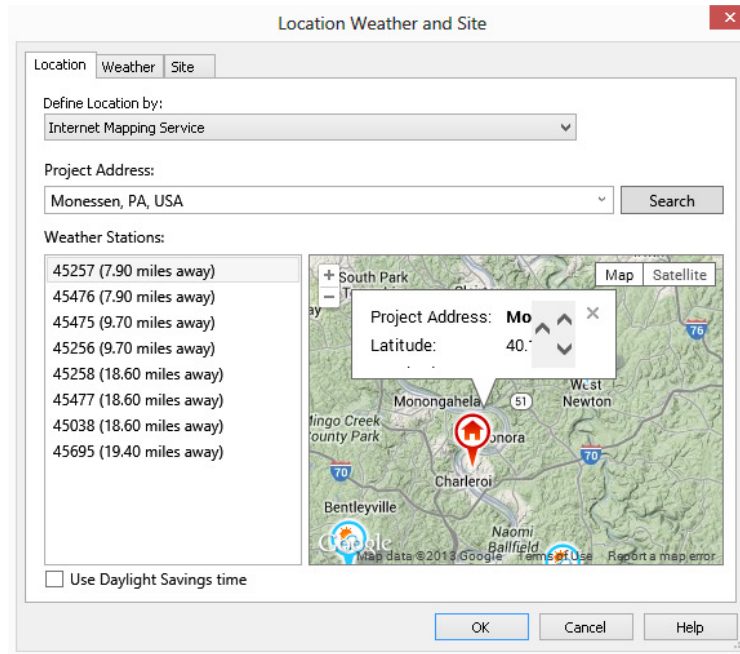 Location Weather and Site
Location Weather Site
Define Location by:
Internet Mapping Service
Project Address:
Monessen, PA, USA
Search
Weather Stations:
45257 (7.90 miles away)
45476 (7.90 miles away)
45475 (9.70 miles away)
45256 (9.70 miles away)
45258 (18.60 miles away)
45477 (18.60 miles away)
45038 (18.60 miles away)
45695 (19.40 miles away)
South Park
Map Satellite
Project Address: Mo
Latitude: 40.
76
West
Newton
Monongahela
51
Mingo Creek
County Park
onora
70
70
Charleroi
Bentleyville
Naomi
Ballfield
Google
Map data ©2013 Google Terms of Use Report a map error
Use Daylight Savings time
OK Cancel Help